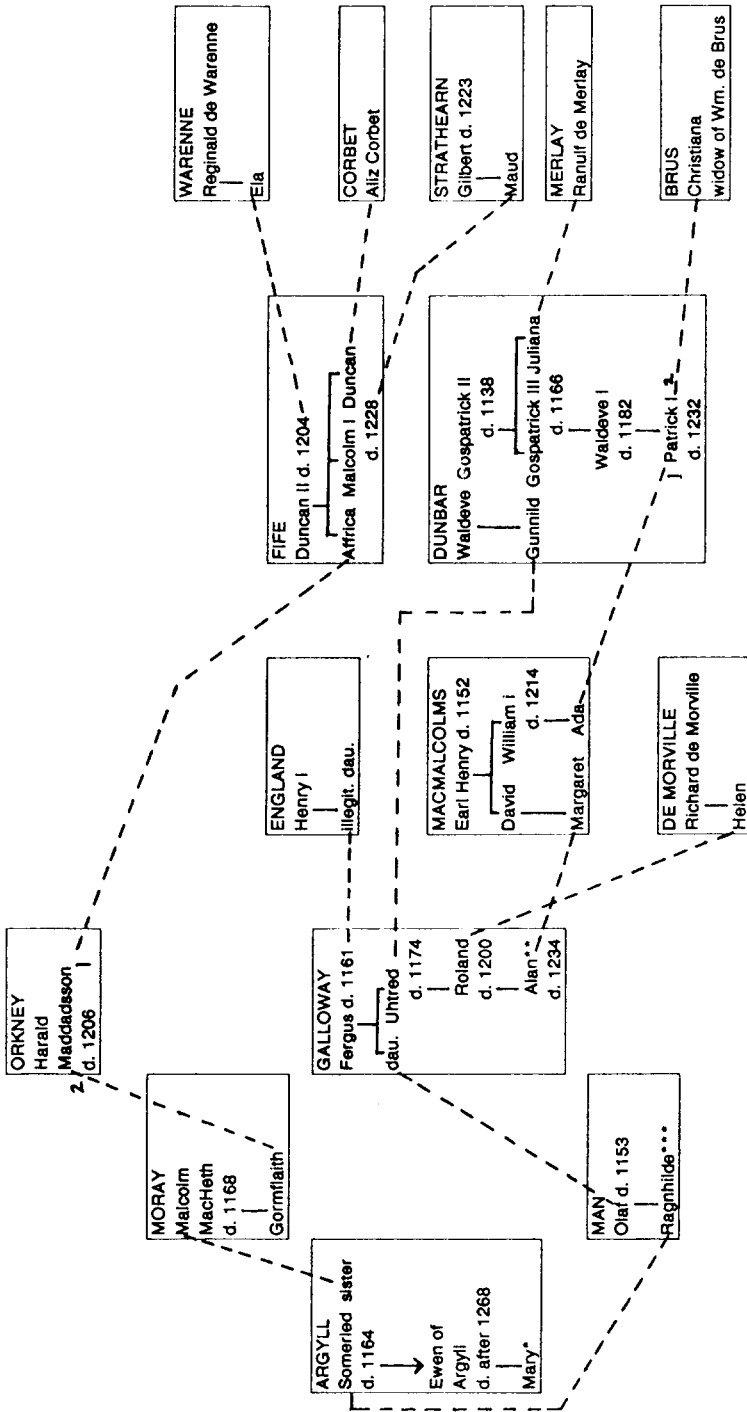 ORKNEY
Harald
Maddadsson 1
2 d. 1206
MORAY
Malcolm
MacHeth
d. 1168
Gormflaith
ARGYLL
Somerled sister
d. 1164
Ewen of
Argyll
d. after 1268
Mary*
MAN
Olaf d. 1153
Ragnhilde***
GALLOWAY
Fergus d. 1161
dau. Uhtred
d. 1174
Roland
d. 1200
Alan**
d. 1234
ENGLAND
Henry I
illegit. dau.
MACMALCOLMS
Earl Henry d. 1152
David William i
d. 1214
Margaret Ada
DE MORVILLE
Richard de Morville
Helen
FIFE
Duncan II d. 1204
Affrica Malcolm I Duncan
d. 1228
DUNBAR
Waldeve Gospatrick II
d. 1138
Gunnild Gospatrick III Juliana
d. 1166
Waldeve I
d. 1182
j Patrick I 2
d. 1232
WARENNE
Reginald de Warenne
Ela
CORBET
Aliz Corbet
STRATHEARN
Gilbert d. 1223
Maud
MERLAY
Ranulf de Merlay
BRUS
Christiana
widow of Wm. de Brus